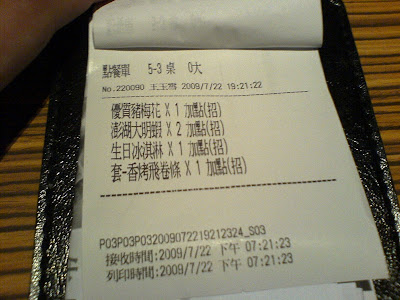 點餐單 5-3 桌 0大
No.220090 王玉雪 2009/7/22 19:21:22
優質豬梅花 X 1 加點(招)
澎湖大明蝦 X 2 加點(招)
生日冰淇淋 X 1 加點(招)
套-香烤飛卷條 X 1 加點(招)
P03P03P032009072219212324_S03
接收時間:2009/7/22 下午 07:21:23
列印時間:2009/7/22 下午 07:21:23